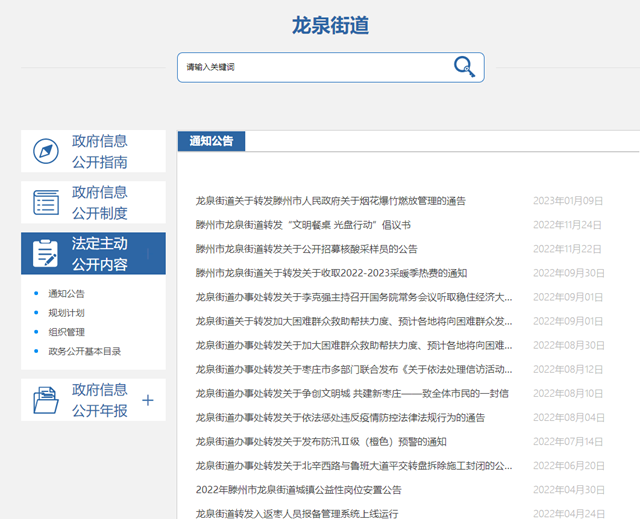 龙泉街道
请输入关键词
政府信息
公开指南
政府信息
公开制度
法定主动
公开内容
通知公告
规划计划
组织管理
政务公开基本目录
政府信息
公开年报
通知公告
龙泉街道关于转发滕州市人民政府关于烟花爆竹燃放管理的通告 2023年01月09日
滕州市龙泉街道转发“文明餐桌 光盘行动”倡议书 2022年11月24日
滕州市龙泉街道转发关于公开招募核酸采样员的公告 2022年11月22日
滕州市龙泉街道关于转发关于收取2022-2023采暖季热费的通知 2022年09月30日
龙泉街道办事处转发关于李克强主持召开国务院常务会议听取稳住经济大... 2022年09月01日
龙泉街道关于转发加大困难群众救助帮扶力度、预计各地将向困难群众发... 2022年09月01日
龙泉街道办事处转发关于加大困难群众救助帮扶力度、预计各地将向困难... 2022年08月30日
龙泉街道办事处转发关于枣庄市多部门联合发布《关于依法处理信访活动... 2022年08月12日
龙泉街道办事处转发关于争创文明城 共建新枣庄——致全体市民的一封信 2022年08月10日
龙泉街道办事处转发关于依法惩处违反疫情防控法律法规行为的通告 2022年08月04日
龙泉街道办事处转发关于发布防汛Ⅱ级（橙色）预警的通知 2022年07月14日
龙泉街道办事处转发关于北辛西路与鲁班大道平交转盘拆除施工封闭的公... 2022年06月20日
2022年滕州市龙泉街道城镇公益性岗位安置公告 2022年04月30日
龙泉街道转发入返枣人员报备管理系统上线运行 2022年04月24日